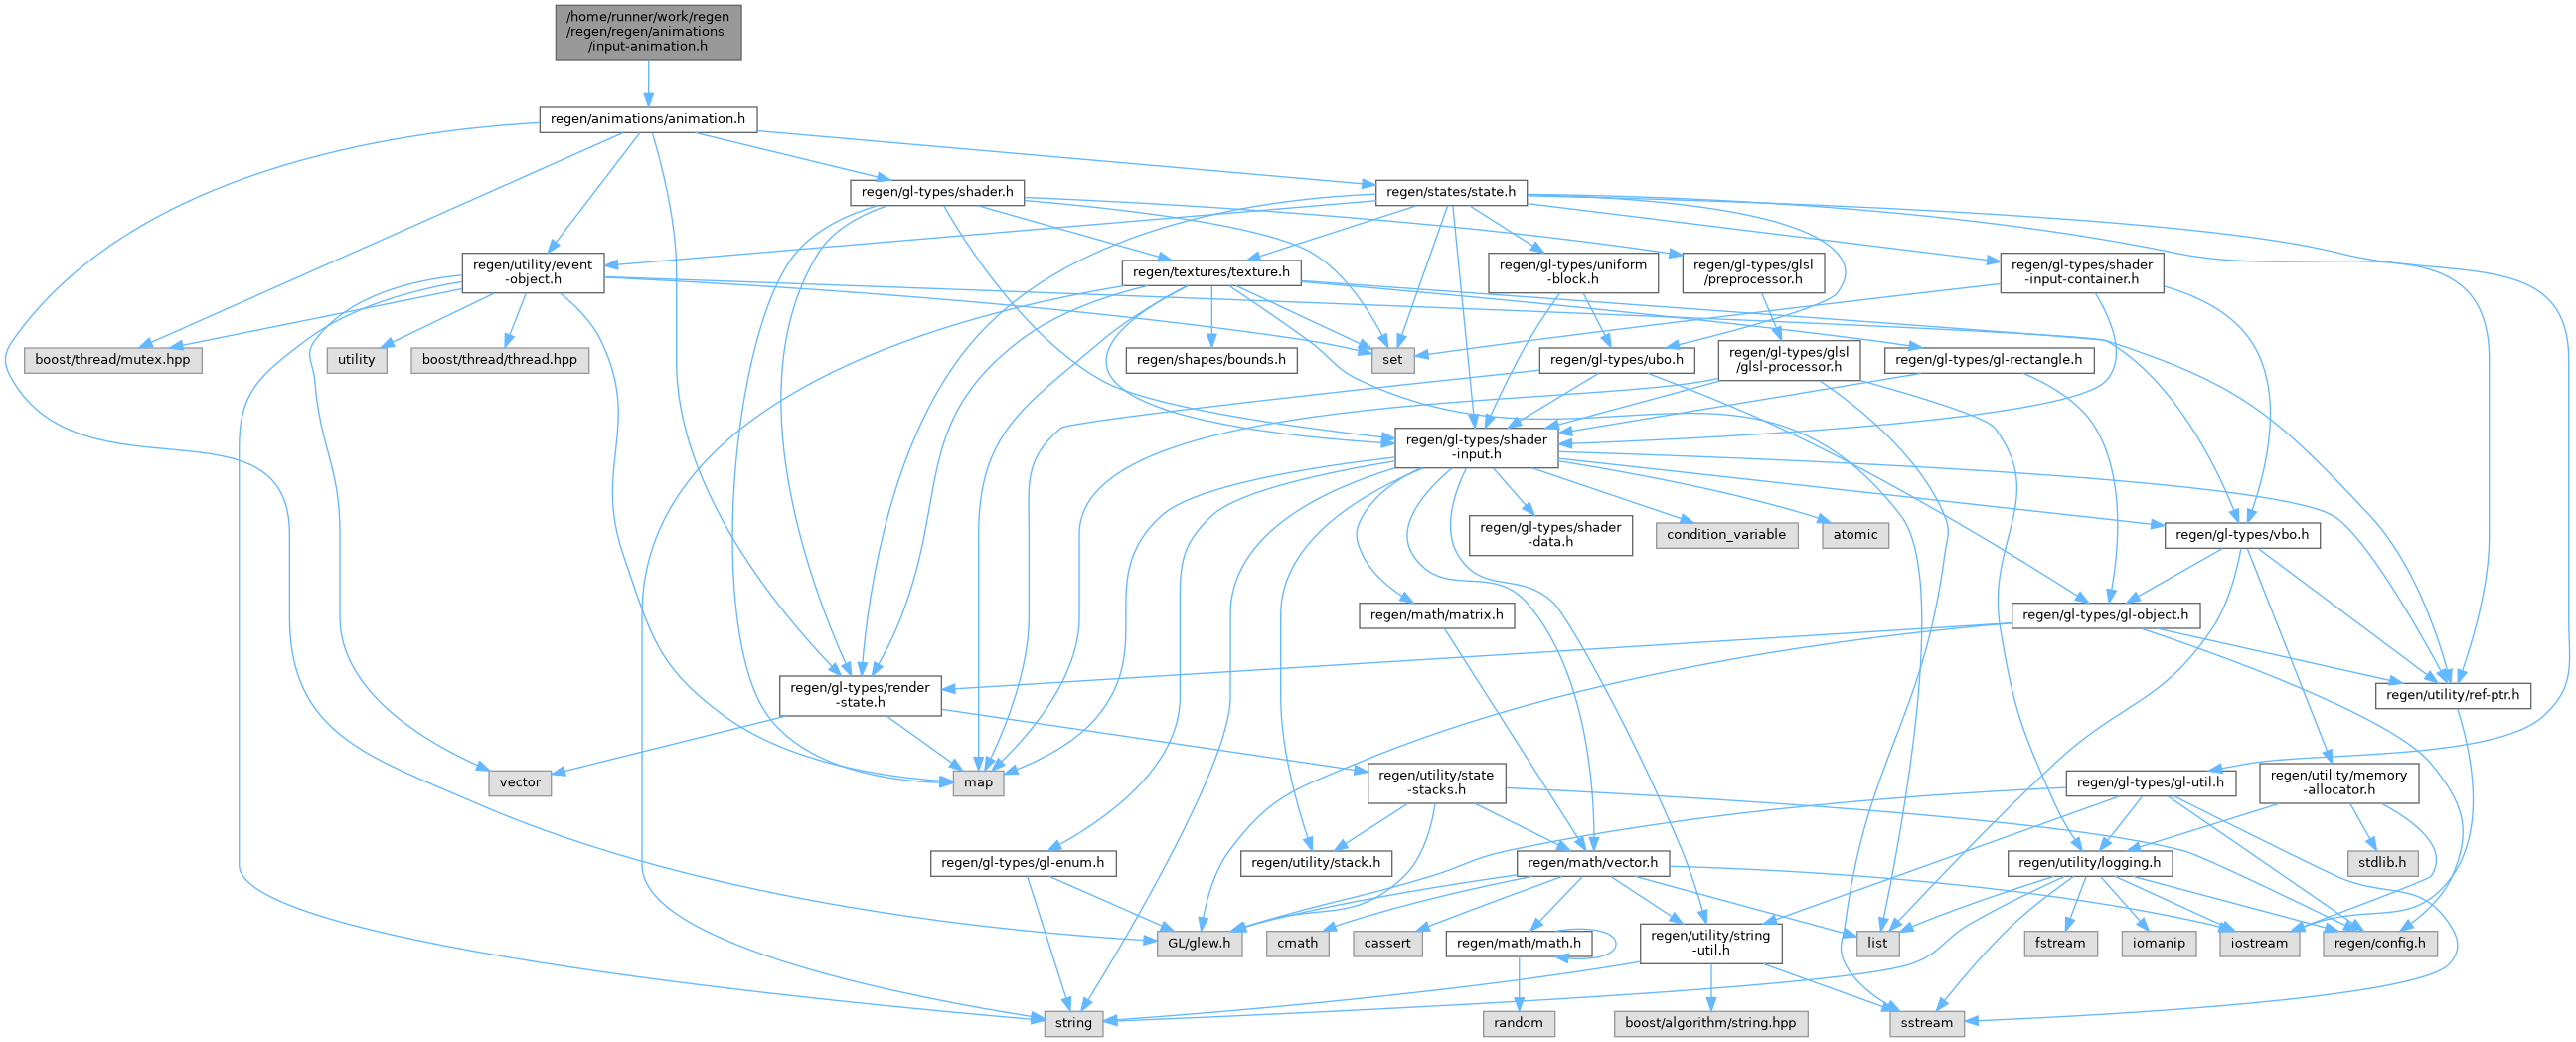 /home/runner/work/regen
/regen/regen/animations
/input-animation.h
regen/animations/animation.h
regen/gl-types/shader.h
regen/states/state.h
regen/utility/event
-object.h
regen/textures/texture.h
regen/gl-types/uniform
-block.h
regen/gl-types/glsl
/preprocessor.h
regen/gl-types/shader
-input-container.h
boost/thread/mutex.hpp
utility
boost/thread/thread.hpp
regen/shapes/bounds.h
set
regen/gl-types/ubo.h
regen/gl-types/glsl
/glsl-processor.h
regen/gl-types/gl-rectangle.h
regen/gl-types/shader
-input.h
regen/gl-types/shader
-data.h
condition_variable
atomic
regen/gl-types/vbo.h
regen/math/matrix.h
regen/gl-types/gl-object.h
regen/gl-types/render
-state.h
regen/utility/ref-ptr.h
vector
map
regen/utility/state
-stacks.h
regen/gl-types/gl-util.h
regen/utility/memory
-allocator.h
regen/gl-types/gl-enum.h
regen/utility/stack.h
regen/math/vector.h
regen/utility/logging.h
stdlib.h
GL/glew.h
cmath
cassert
regen/math/math.h
regen/utility/string
-util.h
list
fstream
iomanip
iostream
regen/config.h
string
random
boost/algorithm/string.hpp
sstream